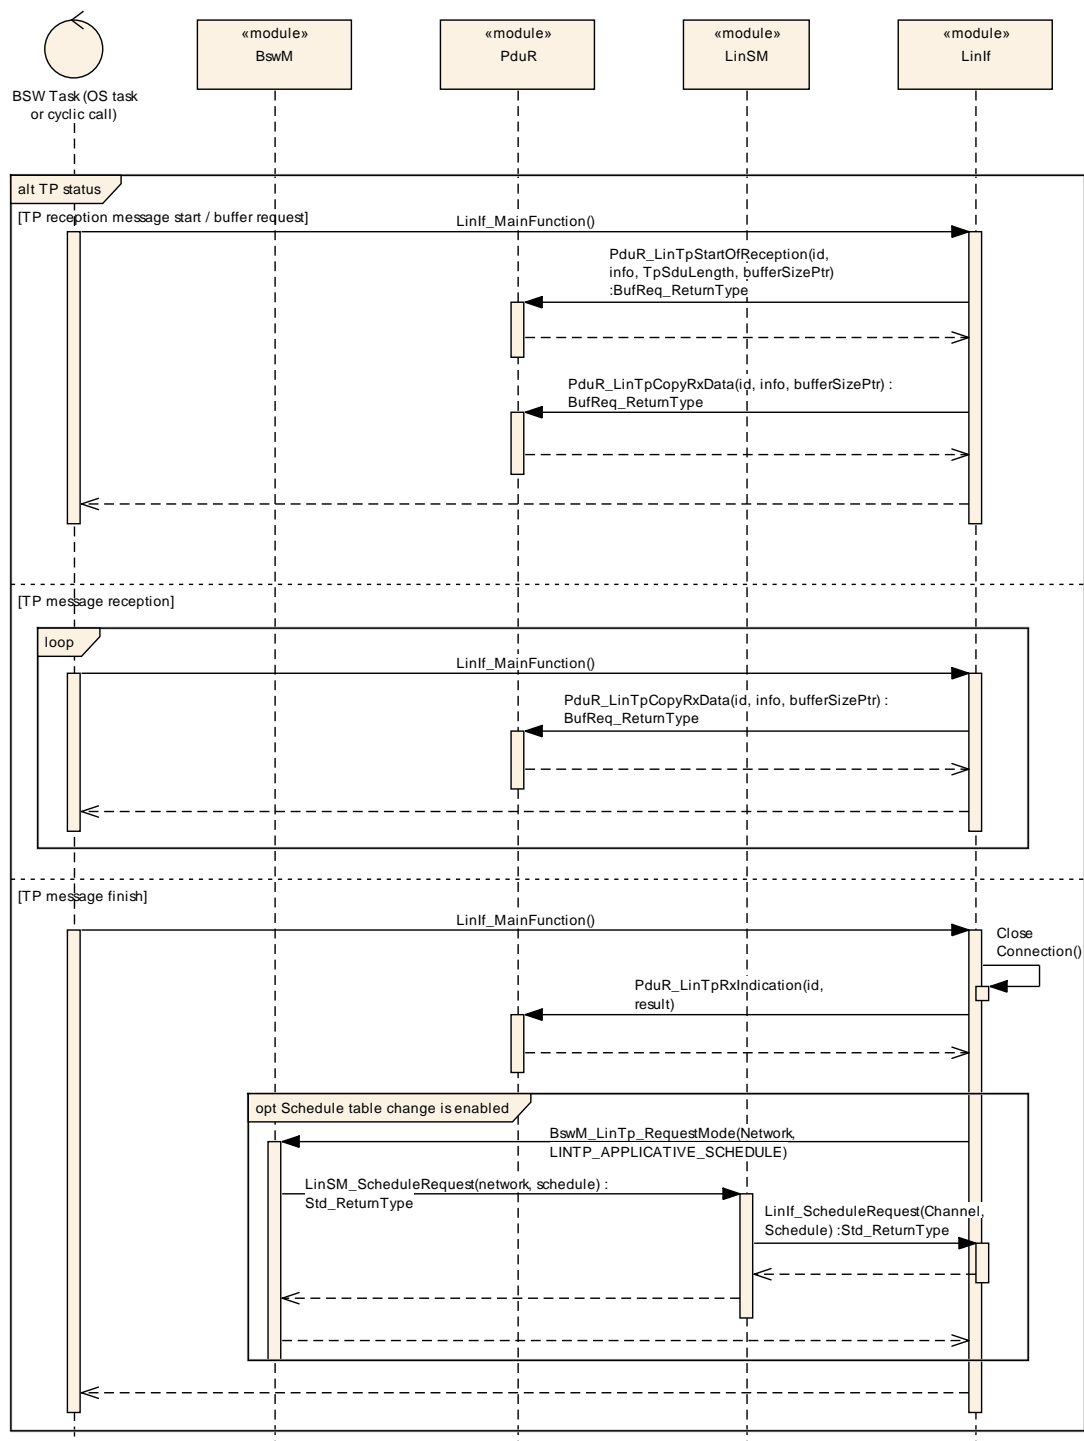 «module»
BswM
«module»
PduR
«module»
LinSM
«module»
LinIf
BSW Task (OS task
or cyclic call)
alt TP status
[TP reception message start / buffer request]
LinIf_MainFunction()
PduR_LinTpStartOfReception(id,
info, TpSduLength, bufferSizePtr)
:BufReq_ReturnType
PduR_LinTpCopyRxData(id, info, bufferSizePtr) :
BufReq_ReturnType
[TP message reception]
loop
LinIf_MainFunction()
PduR_LinTpCopyRxData(id, info, bufferSizePtr) :
BufReq_ReturnType
[TP message finish]
LinIf_MainFunction()
Close
Connection()
PduR_LinTpRxIndication(id,
result)
opt Schedule table change is enabled
BswM_LinTp_RequestMode(Network,
LINTP_APPLICATIVE_SCHEDULE)
LinSM_ScheduleRequest(network, schedule) :
Std_ReturnType
LinIf_ScheduleRequest(Channel,
Schedule) :Std_ReturnType